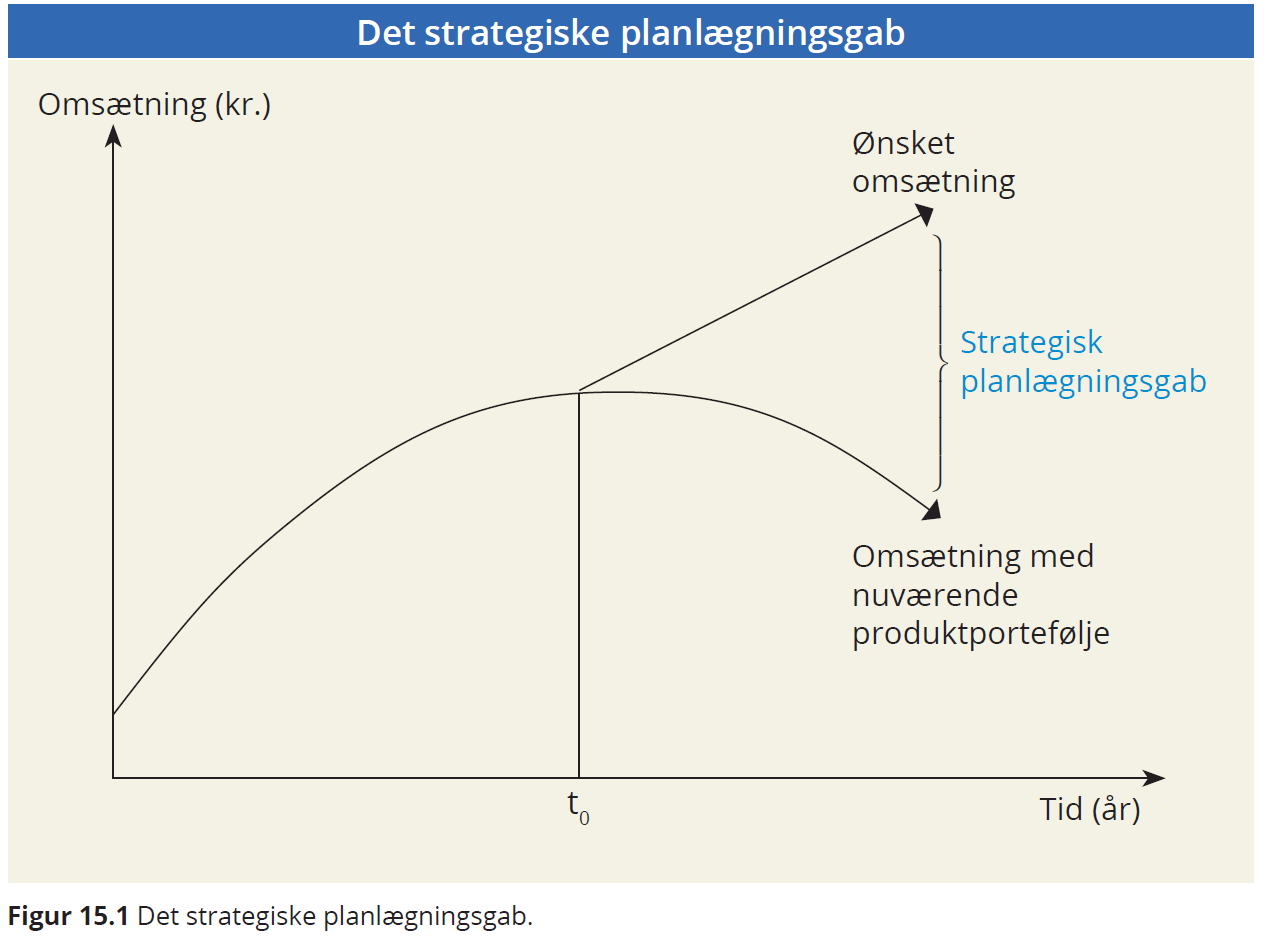 Det strategiske planlægningsgab
Omsætning (kr.)
Ønsket
omsætning
Strategisk
planlægningsgab
Omsætning med
nuværende
produktportefølje
t₀
Tid (år)
Figur 15.1 Det strategiske planlægningsgab.